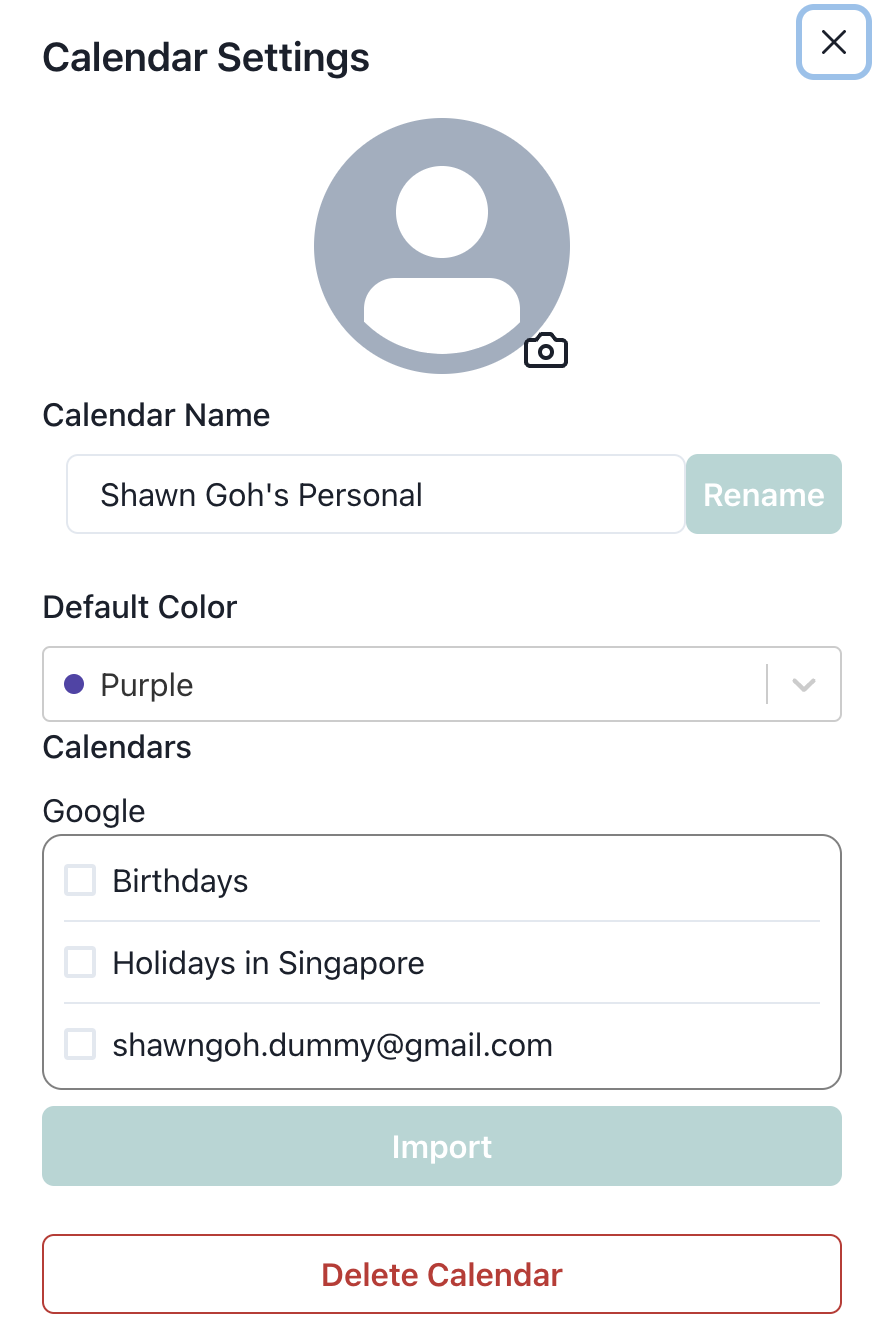 Calendar Settings
Calendar Name
Shawn Goh's Personal
Rename
Default Color
Purple
Calendars
Google
Birthdays
Holidays in Singapore
shawngoh.dummy@gmail.com
Import
Delete Calendar